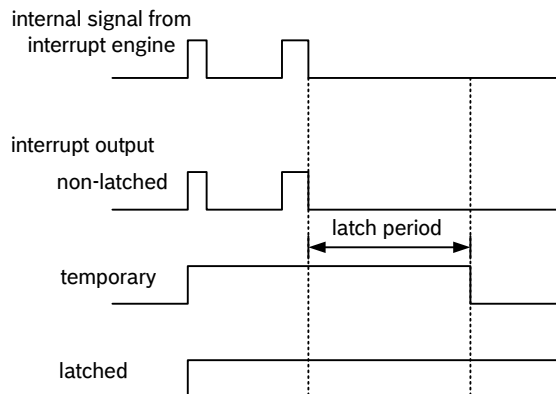 internal signal from
interrupt engine
interrupt output
non-latched
latch period
temporary
latched